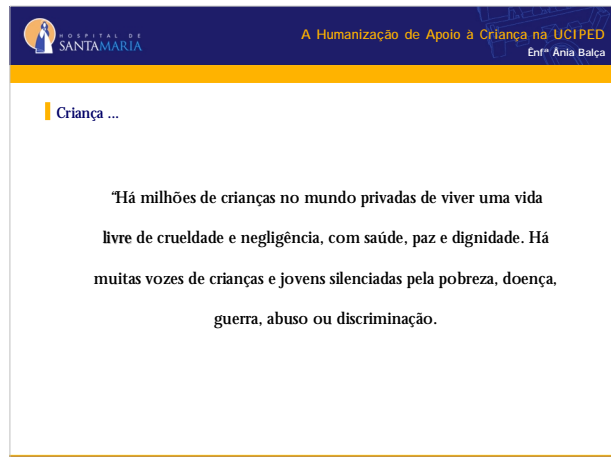 HOSPITAL DE
SANTAMARIA
A Humanização de Apoio à Criança na UCIPED
Enfª Ânia Balça
Criança ...
“Há milhões de crianças no mundo privadas de viver uma vida
livre de crueldade e negligência, com saúde, paz e dignidade. Há
muitas vozes de crianças e jovens silenciadas pela pobreza, doença,
guerra, abuso ou discriminação.